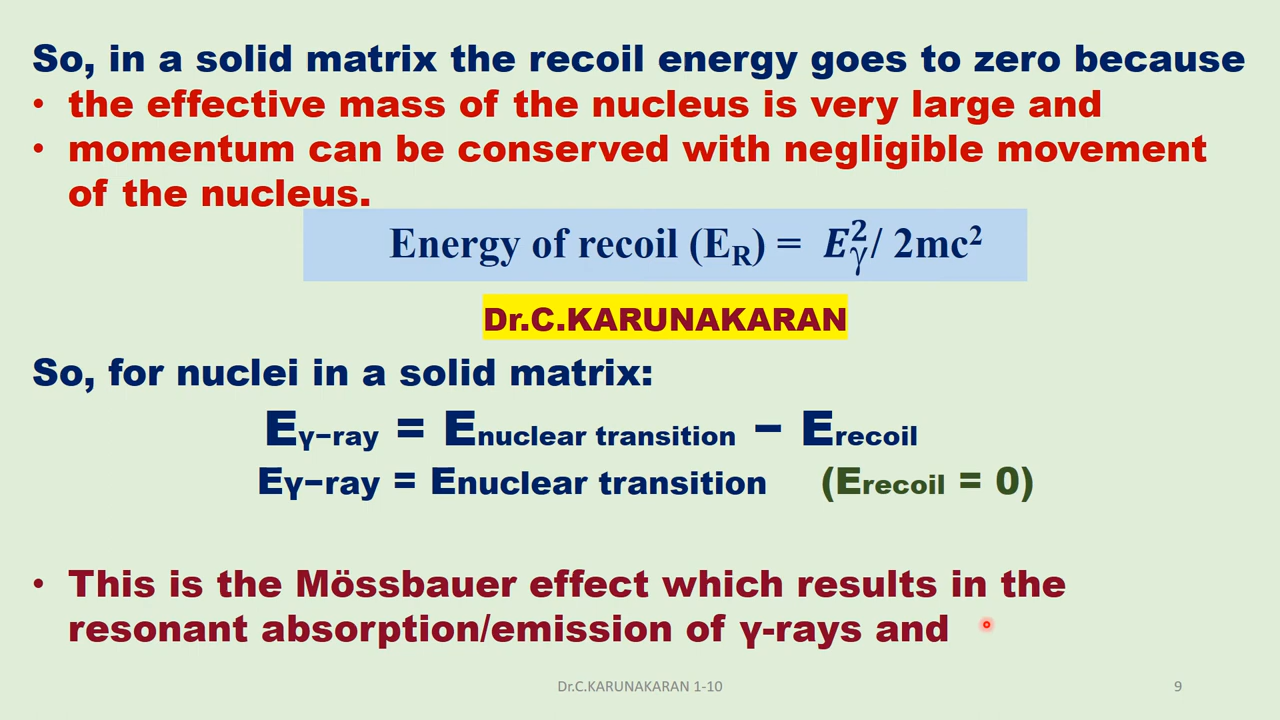 So, in a solid matrix the recoil energy goes to zero because
• the effective mass of the nucleus is very large and
• momentum can be conserved with negligible movement
of the nucleus.
Energy of recoil (E_R) = E_γ^2/ 2mc²
Dr.C.KARUNAKARAN
So, for nuclei in a solid matrix:
Eγ−ray = Enuclear transition − Erecoil
Eγ−ray = Enuclear transition (Erecoil = 0)
• This is the Mössbauer effect which results in the
resonant absorption/emission of γ-rays and
Dr.C.KARUNAKARAN 1-10 9